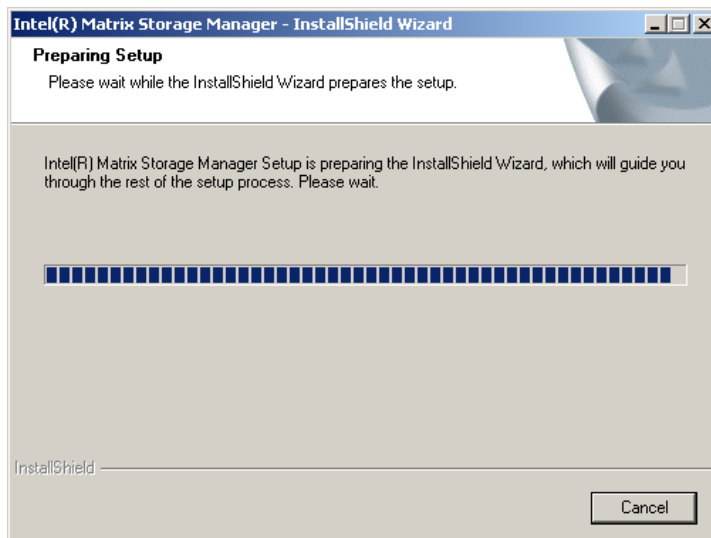 Intel(R) Matrix Storage Manager - InstallShield Wizard
Preparing Setup
Please wait while the InstallShield Wizard prepares the setup.
Intel(R) Matrix Storage Manager Setup is preparing the InstallShield Wizard, which will guide you
through the rest of the setup process. Please wait.
InstallShield
Cancel